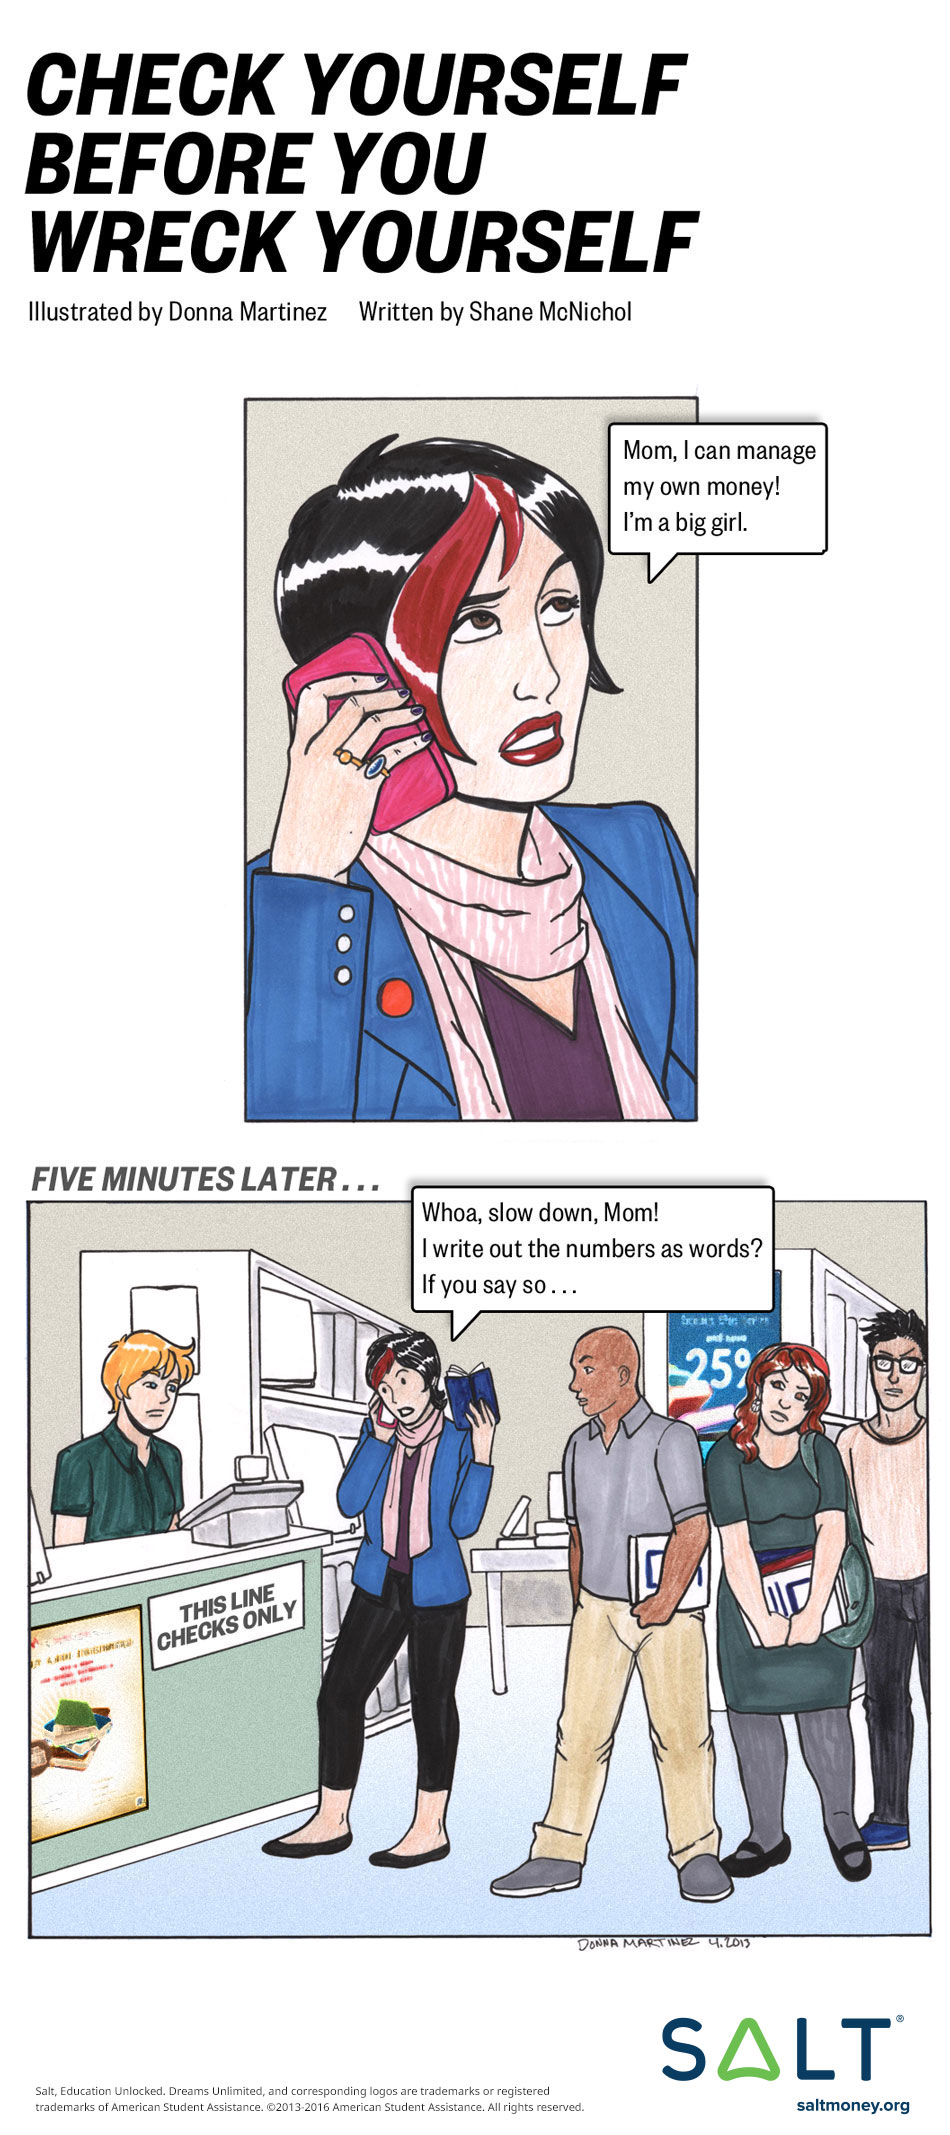 CHECK YOURSELF
BEFORE YOU
WRECK YOURSELF
Illustrated by Donna Martinez Written by Shane McNichol
Mom, I can manage
my own money!
I'm a big girl.
FIVE MINUTES LATER...
Whoa, slow down, Mom!
I write out the numbers as words?
If you say so...
25%
THIS LINE
CHECKS ONLY
DONNA MARTINEZ 4.2013
SALT®
saltmoney.org
Salt, Education Unlocked. Dreams Unlimited, and corresponding logos are trademarks or registered
trademarks of American Student Assistance. ©2013-2016 American Student Assistance. All rights reserved.